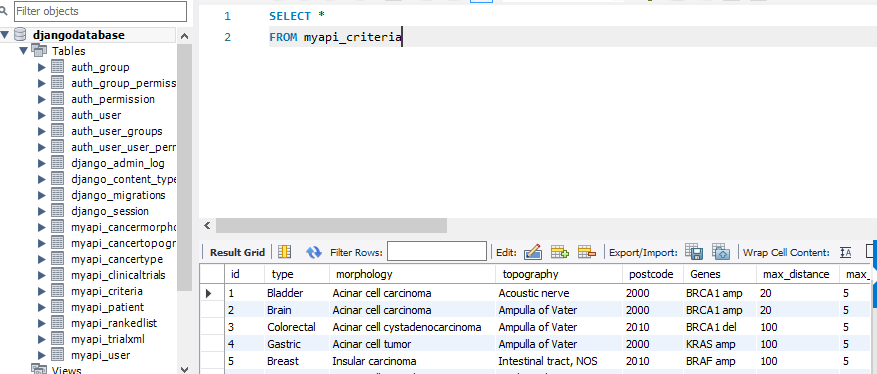 Filter objects
djangodatabase
Tables
auth_group
auth_group_permiss
auth_permission
auth_user
auth_user_groups
auth_user_user_perm
django_admin_log
django_content_type
django_migrations
django_session
myapi_cancermorpho
myapi_cancertopogr
myapi_cancertype
myapi_clinicaltrials
myapi_criteria
myapi_patient
myapi_rankedlist
myapi_trialxml
myapi_user
Views
1 SELECT *
2 FROM myapi_criteria
Result Grid Filter Rows: Edit: Export/Import: Wrap Cell Content:
id type morphology topography postcode Genes max_distance max_
1 Bladder Acinar cell carcinoma Acoustic nerve 2000 BRCA1 amp 20 5
2 Brain Acinar cell carcinoma Ampulla of Vater 2000 BRCA1 amp 20 5
3 Colorectal Acinar cell cystadenocarcinoma Ampulla of Vater 2010 BRCA1 del 100 5
4 Gastric Acinar cell tumor Ampulla of Vater 2000 KRAS amp 100 5
5 Breast Insular carcinoma Intestinal tract, NOS 2010 BRAF amp 100 5